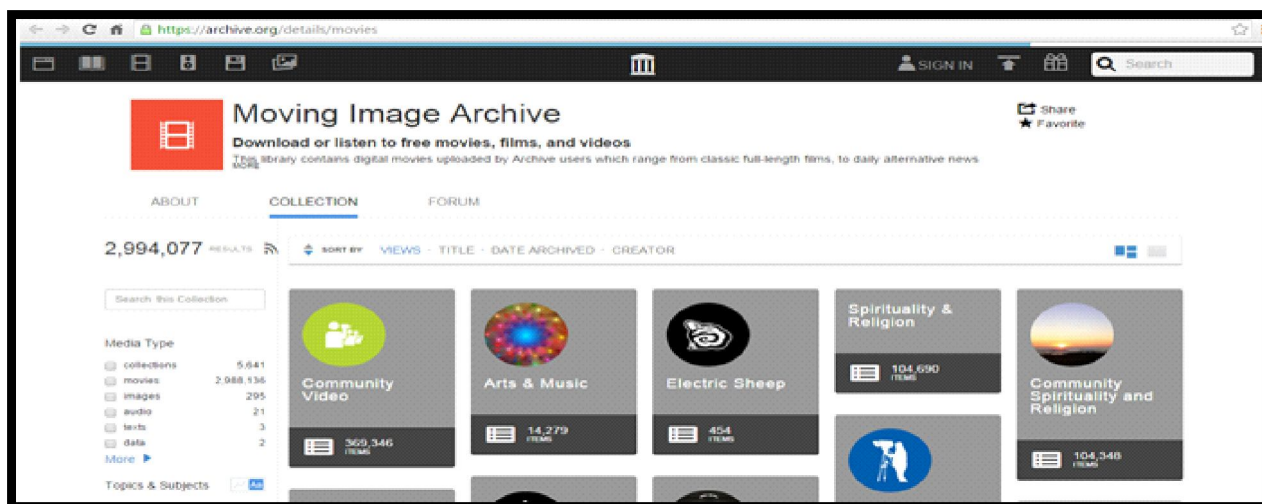 https://archive.org/details/movies
SIGN IN
Search
Moving Image Archive
Download or listen to free movies, films, and videos
This library contains digital movies uploaded by Archive users which range from classic full-length films, to daily alternative news
MORE
Share
Favorite
ABOUT COLLECTION FORUM
2,994,077 RESULTS
SORT BY VIEWS · TITLE · DATE ARCHIVED · CREATOR
Search this Collection
Media Type
collections 5,641
movies 2,988,136
images 295
audio 21
texts 3
data 2
More
Topics & Subjects
Community
Video
369,346
ITEMS
Arts & Music
14,279
ITEMS
Electric Sheep
454
ITEMS
Spirituality &
Religion
104,690
ITEMS
Community
Spirituality and
Religion
104,348
ITEMS